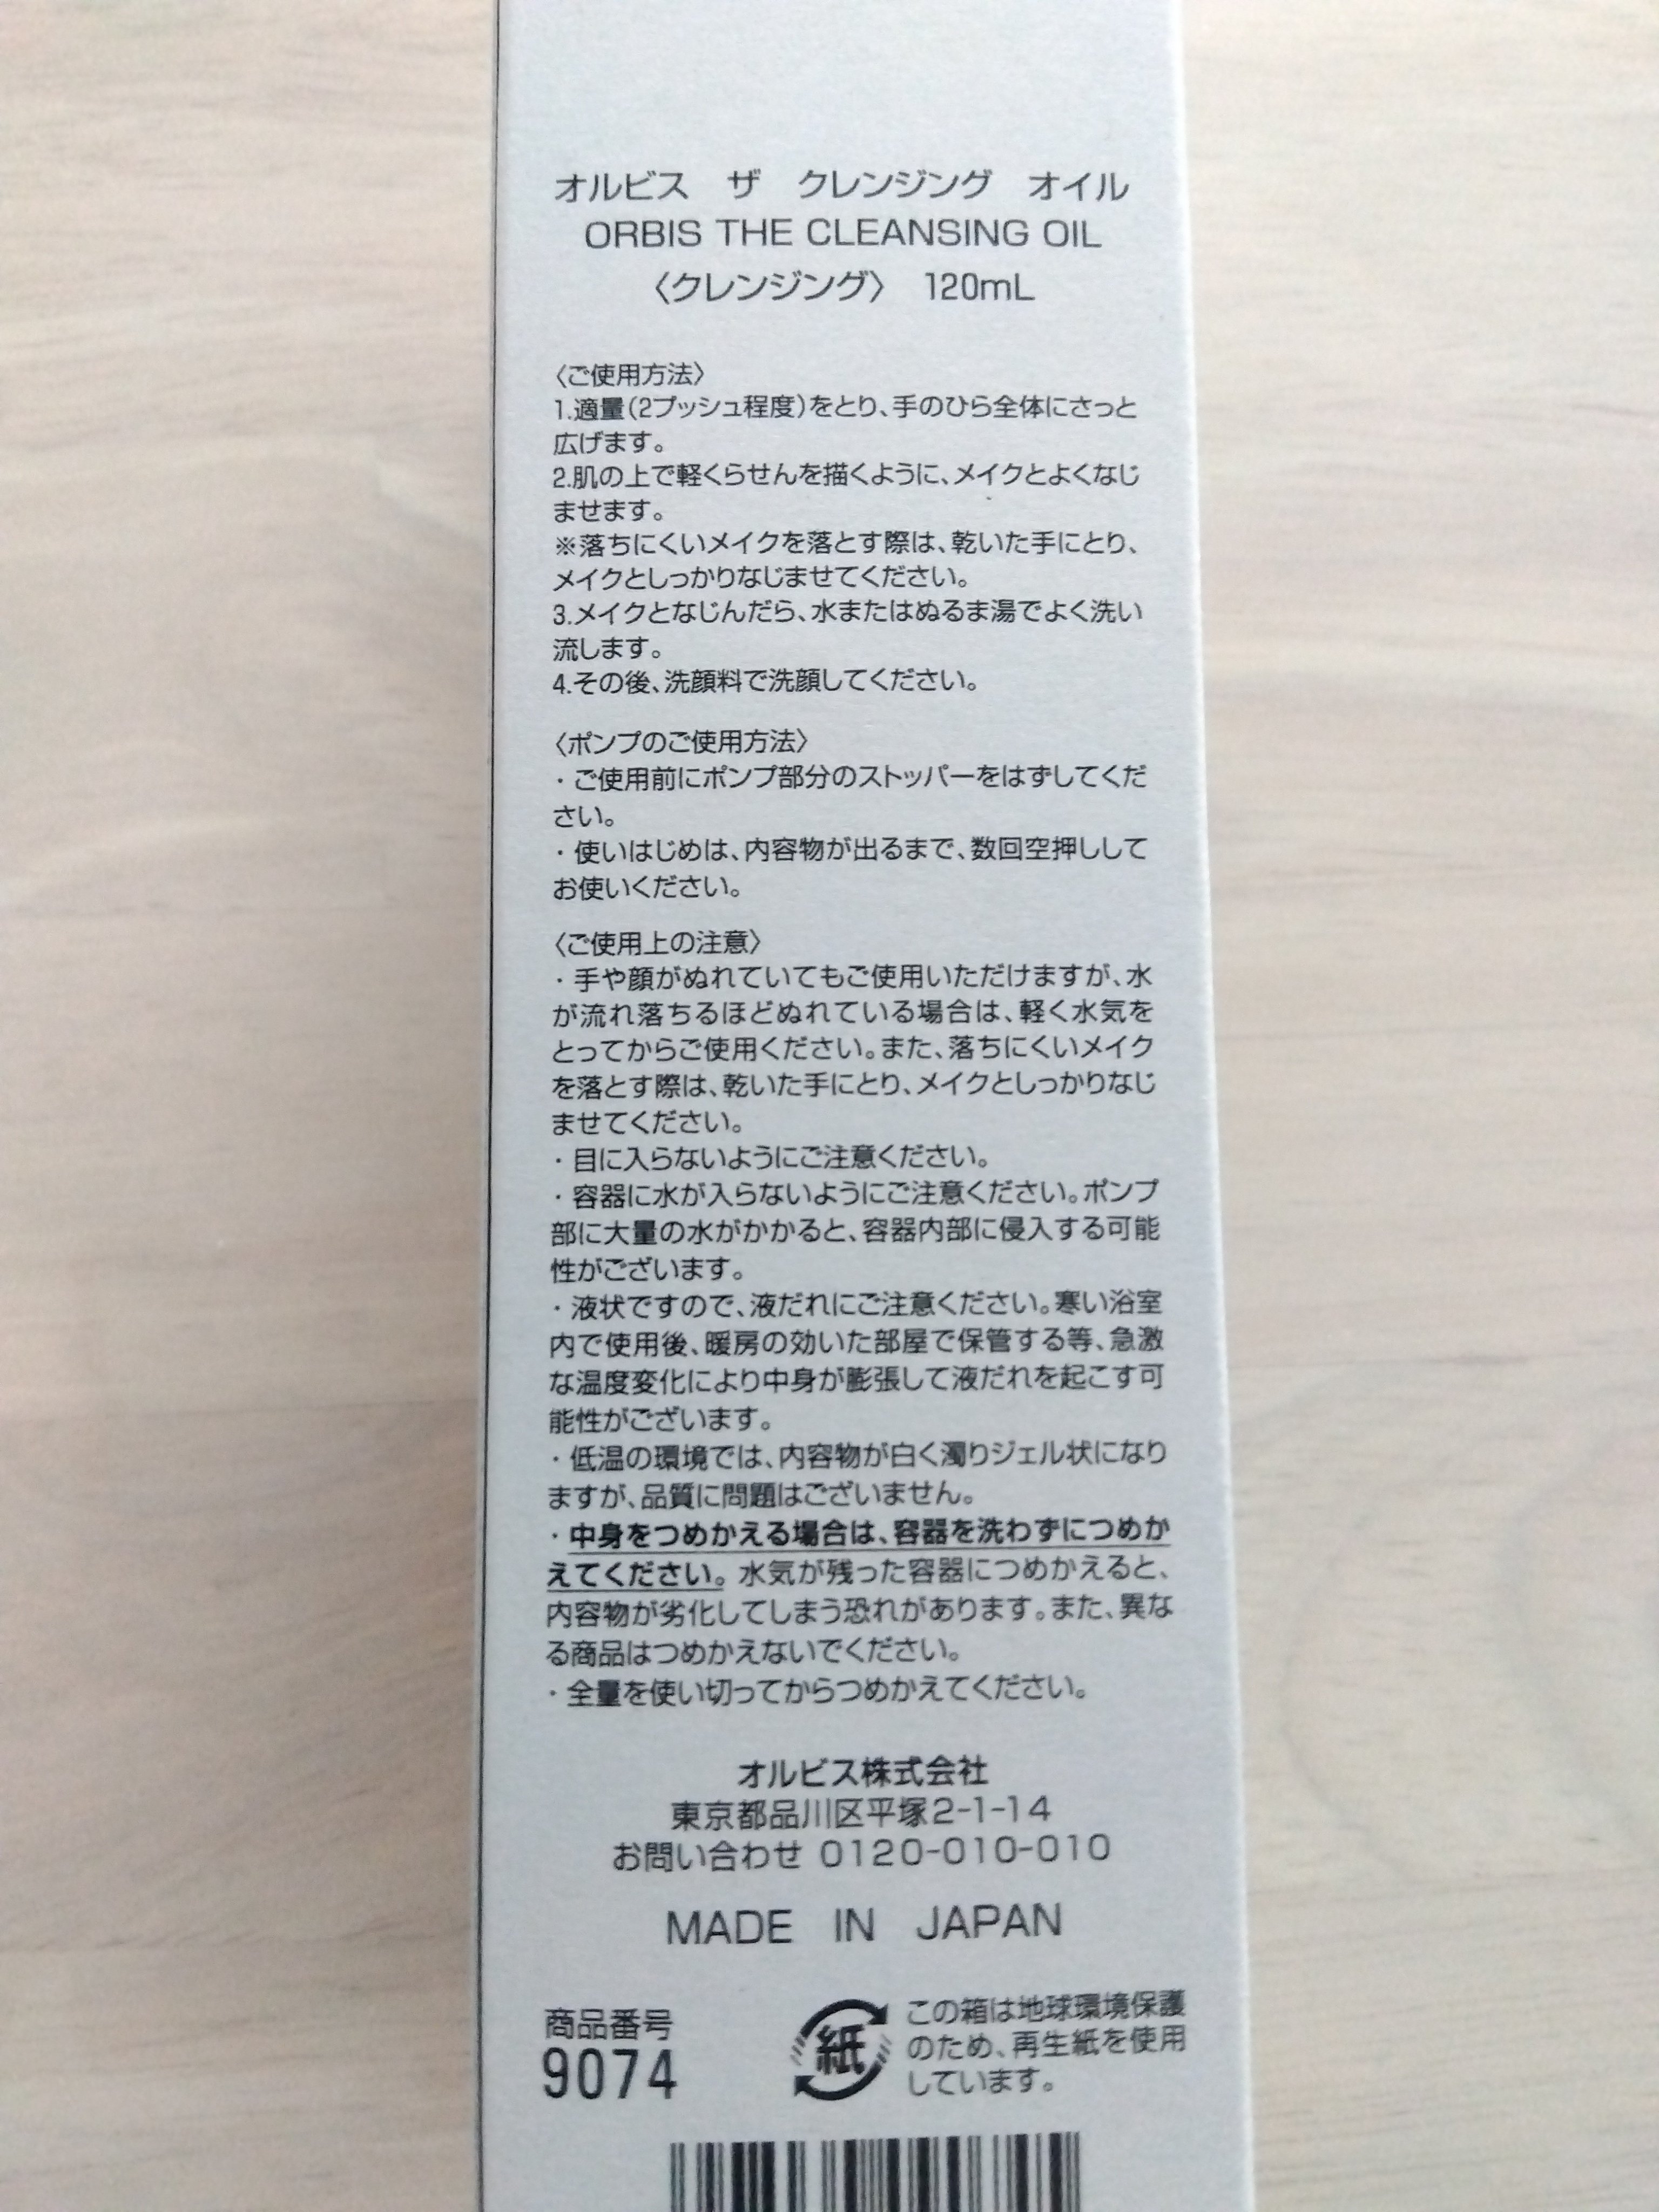 オルビス ザ クレンジング オイル
ORBIS THE CLEANSING OIL
〈クレンジング〉 120mL
〈ご使用方法〉
1.適量(2プッシュ程度)をとり、手のひら全体にさっと
広げます。
2.肌の上で軽くらせんを描くように、メイクとよくなじ
ませます。
※落ちにくいメイクを落とす際は、乾いた手にとり、
メイクとしっかりなじませてください。
3.メイクとなじんだら、水またはぬるま湯でよく洗い
流します。
4.その後、洗顔料で洗顔してください。
〈ポンプのご使用方法〉
・ご使用前にポンプ部分のストッパーをはずしてくだ
さい。
・使いはじめは、内容物が出るまで、数回空押しして
お使いください。
〈ご使用上の注意〉
・手や顔がぬれていてもご使用いただけますが、水
が流れ落ちるほどぬれている場合は、軽く水気を
とってからご使用ください。また、落ちにくいメイク
を落とす際は、乾いた手にとり、メイクとしっかりなじ
ませてください。
・目に入らないようにご注意ください。
・容器に水が入らないようにご注意ください。ポンプ
部に大量の水がかかると、容器内部に侵入する可能
性がございます。
・液状ですので、液だれにご注意ください。寒い浴室
内で使用後、暖房の効いた部屋で保管する等、急激
な温度変化により中身が膨張して液だれを起こす可
能性がございます。
・低温の環境では、内容物が白く濁りジェル状になり
ますが、品質に問題はございません。
・中身をつめかえる場合は、容器を洗わずにつめか
えてください。水気が残った容器につめかえると、
内容物が劣化してしまう恐れがあります。また、異な
る商品はつめかえないでください。
・全量を使い切ってからつめかえてください。
オルビス株式会社
東京都品川区平塚2-1-14
お問い合わせ 0120-010-010
MADE IN JAPAN
商品番号
9074
紙
この箱は地球環境保護
のため、再生紙を使用
しています。